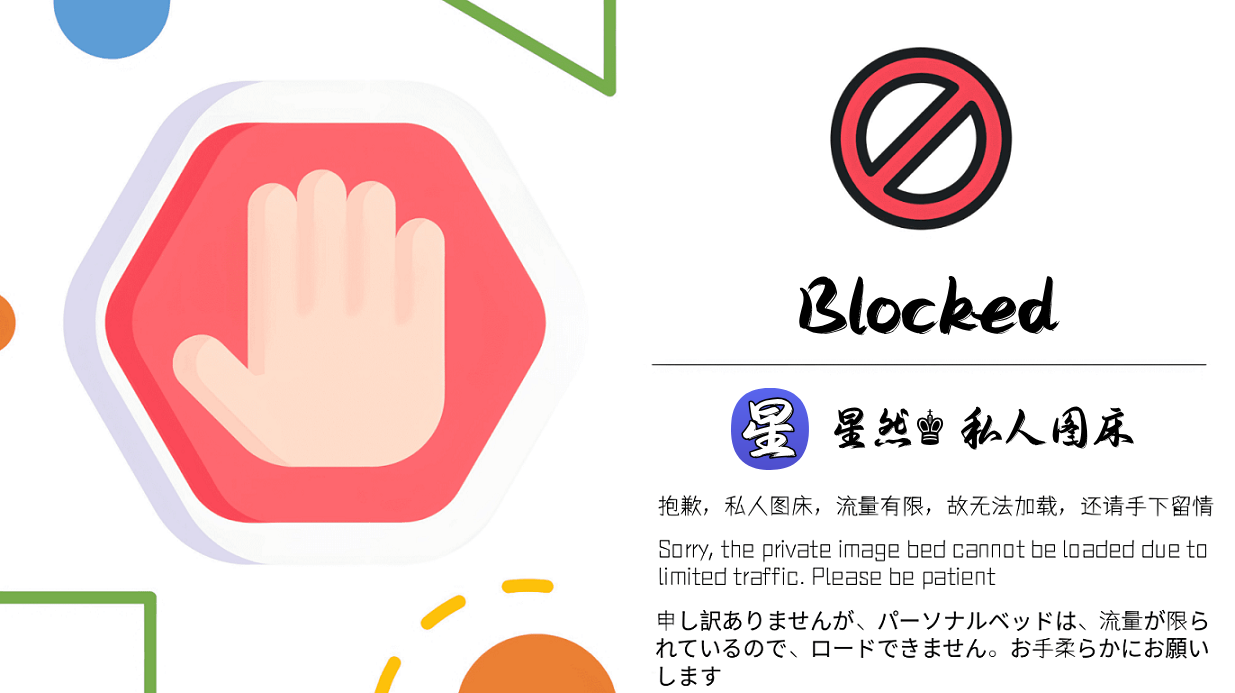 Blocked
星 星然♚ 私人图床
抱歉，私人图床，流量有限，故无法加载，还请手下留情
Sorry, the private image bed cannot be loaded due to
limited traffic. Please be patient
申し訳ありませんが、パーソナルベッドは、流量が限ら
れているので、ロードできません。お手柔らかにお願い
します